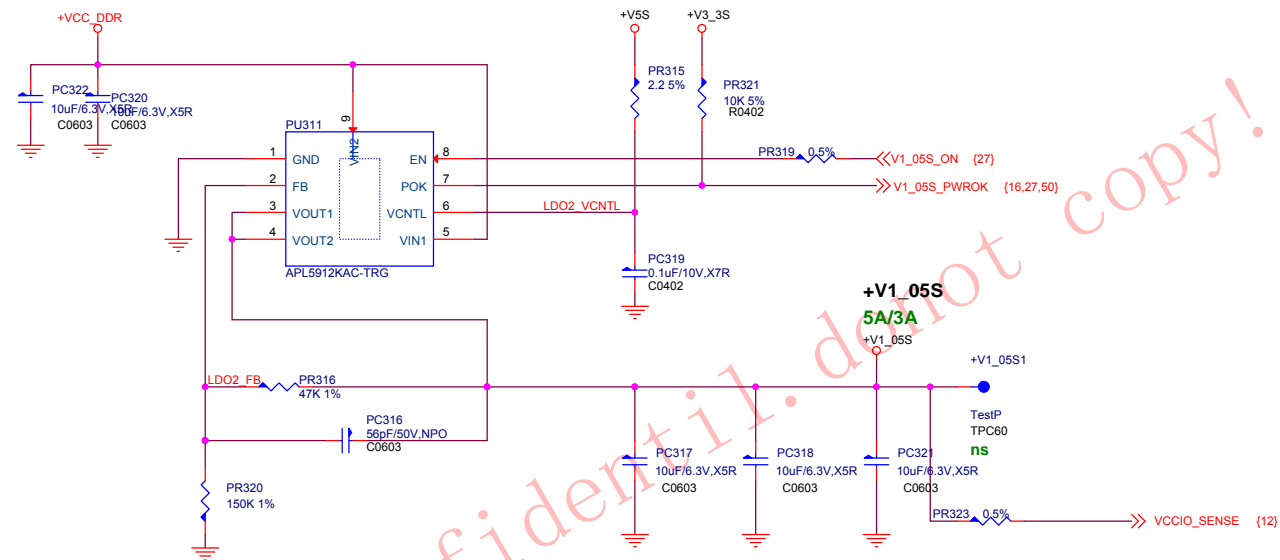 +VCC_DDR
+V5S
+V3_3S
PC322
10uF/6.3V,X5R
C0603
PC320
10uF/6.3V,X5R
C0603
PR315
2.2 5%
PR321
10K 5%
R0402
PU311
9
VIN2
1
GND
2
FB
3
VOUT1
4
VOUT2
EN
8
POK
7
VCNTL
6
VIN1
5
APL5912KAC-TRG
PR319 0.5%
V1_05S_ON {27}
V1_05S_PWROK {16,27,50}
LDO2_VCNTL
PC319
0.1uF/10V,X7R
C0402
+V1_05S
5A/3A
+V1_05S
+V1_05S1
TestP
TPC60
ns
LDO2_FB
PR316
47K 1%
PC316
56pF/50V,NPO
C0603
PR320
150K 1%
PC317
10uF/6.3V,X5R
C0603
PC318
10uF/6.3V,X5R
C0603
PC321
10uF/6.3V,X5R
C0603
PR323 0.5%
VCCIO_SENSE {12}
fidentil. donot copy!